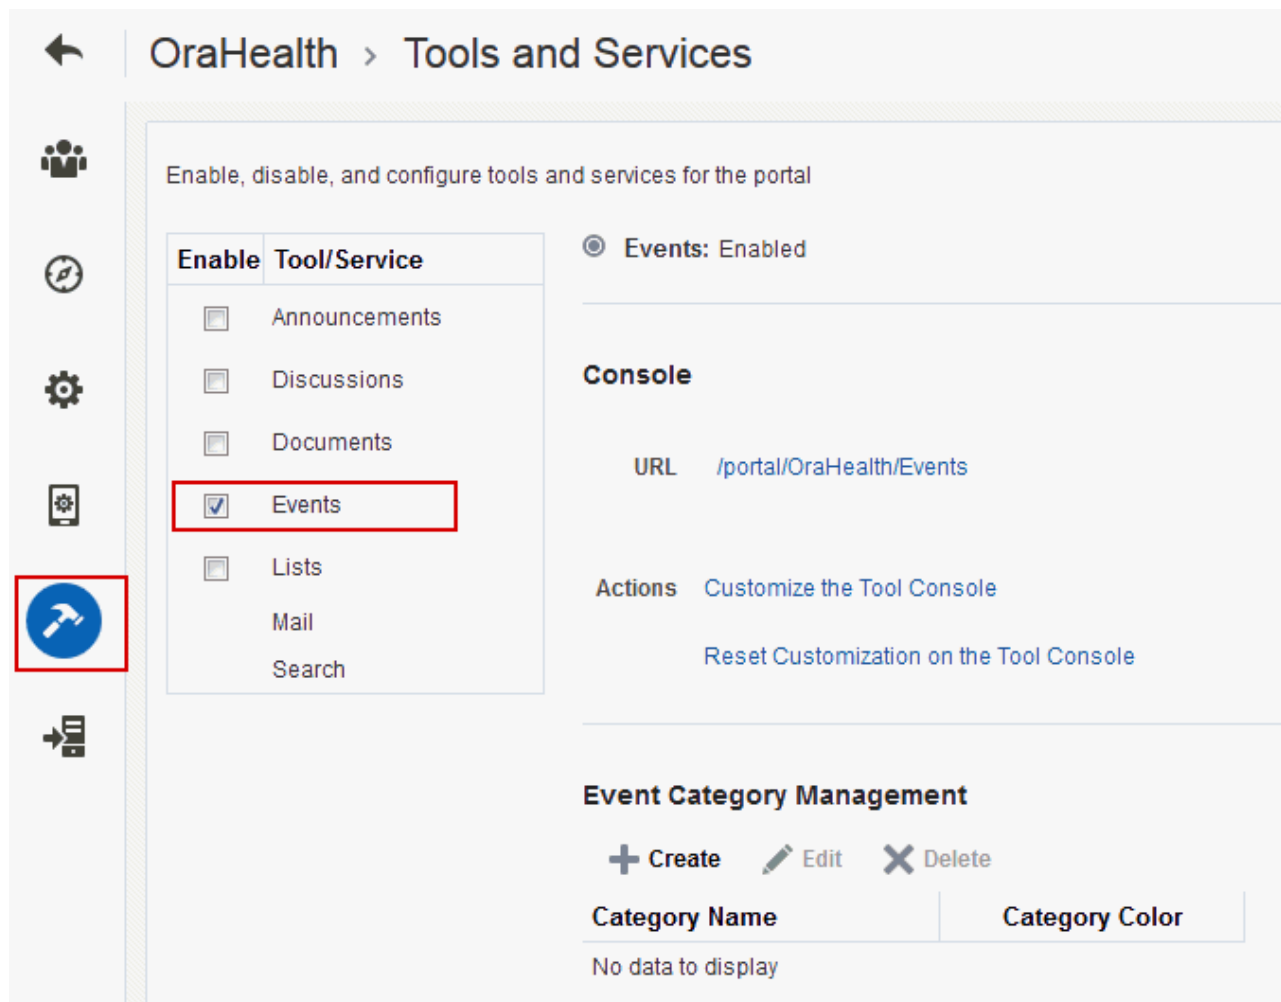 OraHealth > Tools and Services
Enable, disable, and configure tools and services for the portal
Enable Tool/Service
Announcements
Discussions
Documents
Events
Lists
Mail
Search
Events: Enabled
Console
URL /portal/OraHealth/Events
Actions Customize the Tool Console
Reset Customization on the Tool Console
Event Category Management
Create Edit Delete
Category Name Category Color
No data to display